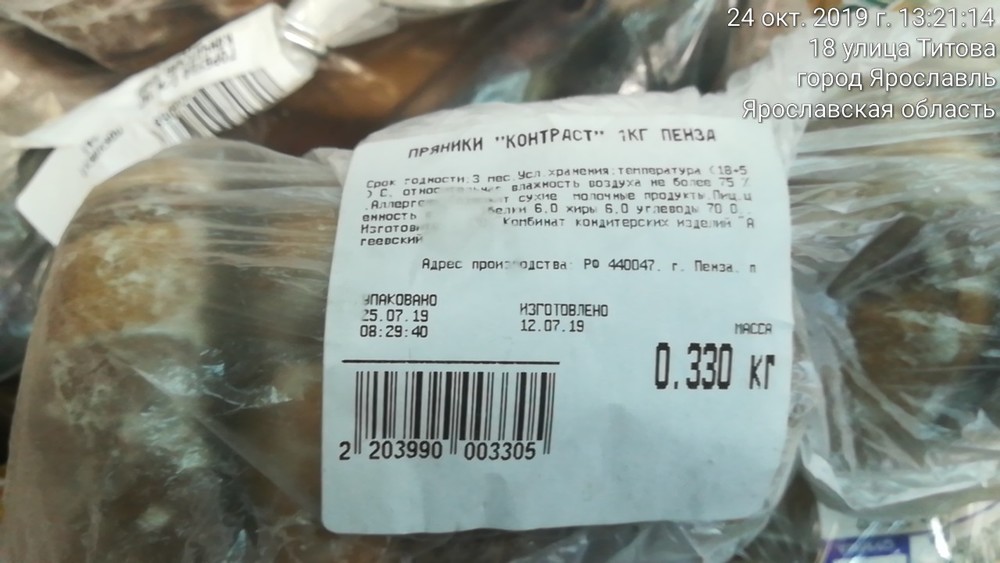 24 окт. 2019 г. 13:21:14
18 улица Титова
город Ярославль
Ярославская область
ПРЯНИКИ "КОНТРАСТ" 1КГ ПЕНЗА
Срок годности:3 мес.Усл.хранения:температура (18+5
) С, относительная влажность воздуха не более 75 %
сухие молочные продукты.Пищ.ц
енность белки 6,0 жиры 6,0 углеводы 70,0
Комбинат кондитерских изделий "А
геевский
Адрес производства: РФ 440047, г. Пенза, п
УПАКОВАНО
25.07.19
08:29:40
ИЗГОТОВЛЕНО
12.07.19
МАССА
0.330 кг
2 203990 003305